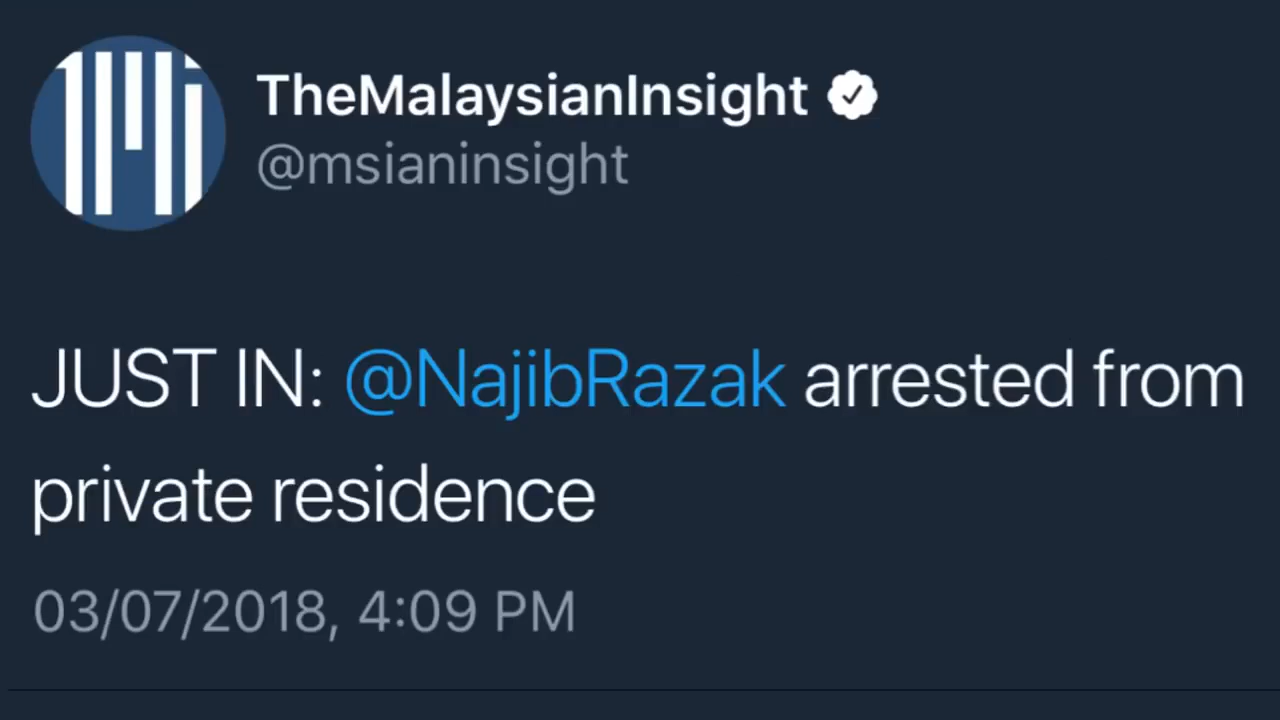 TheMalaysianInsight
@msianinsight
JUST IN: @NajibRazak arrested from
private residence
03/07/2018, 4:09 PM